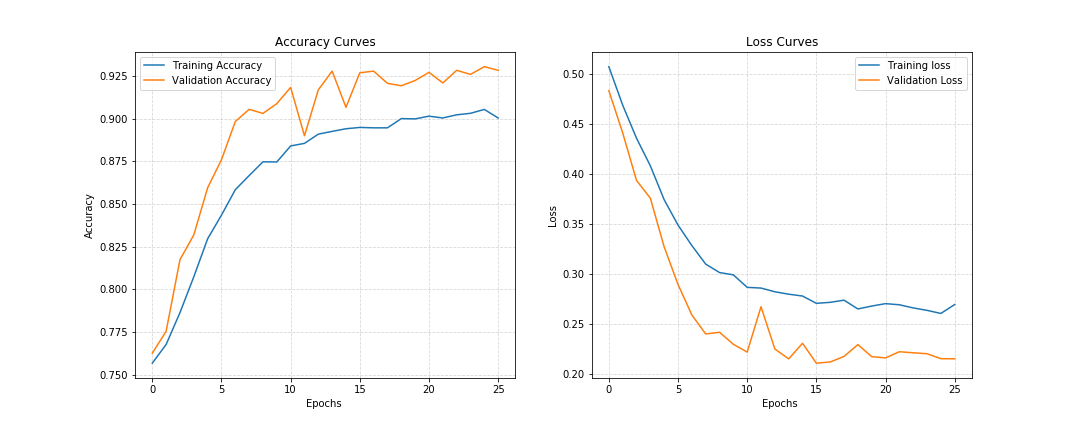 Accuracy Curves
Training Accuracy
Validation Accuracy
0.925
0.900
0.875
0.850
0.825
0.800
0.775
0.750
Accuracy
0 5 10 15 20 25
Epochs
Loss Curves
Training loss
Validation Loss
0.50
0.45
0.40
0.35
0.30
0.25
0.20
Loss
0 5 10 15 20 25
Epochs